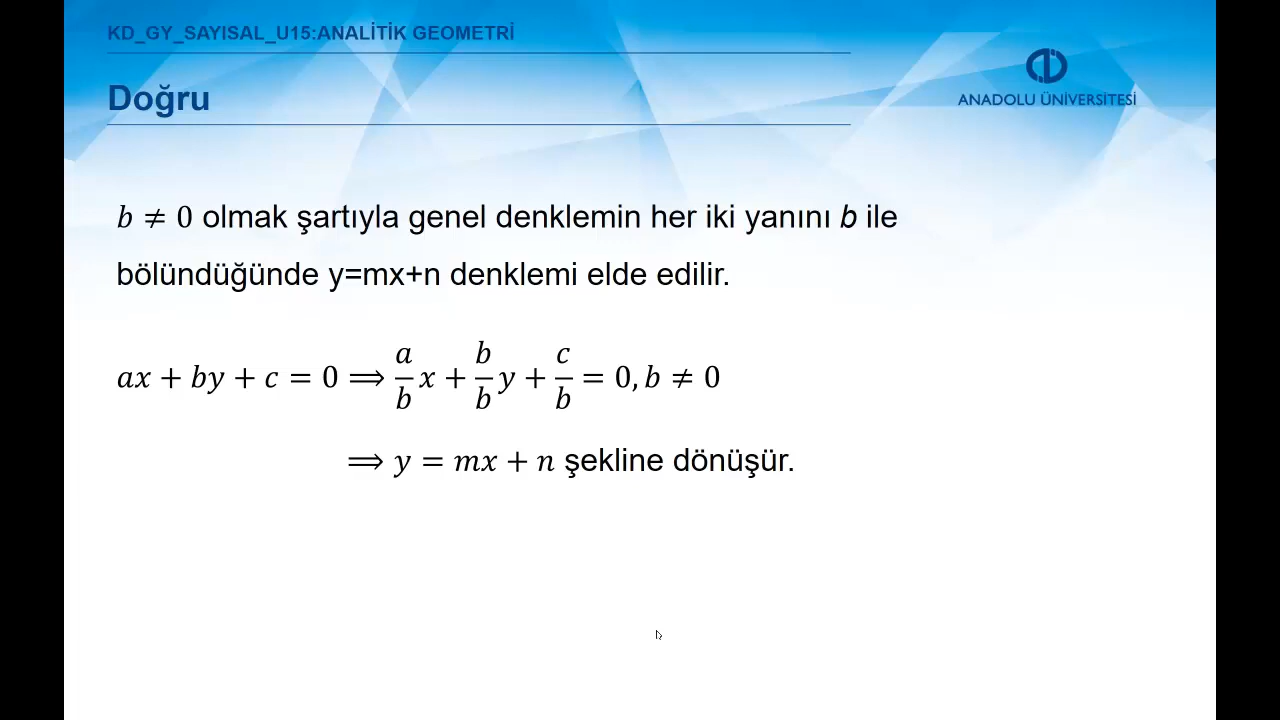 KD_GY_SAYISAL_U15:ANALİTİK GEOMETRİ
Doğru
ANADOLU ÜNİVERSİTESİ
b ≠ 0 olmak şartıyla genel denklemin her iki yanını b ile
bölündüğünde y=mx+n denklemi elde edilir.
ax + by + c = 0 ⟹ a/b x + b/b y + c/b = 0, b ≠ 0
⟹ y = mx + n şekline dönüşür.